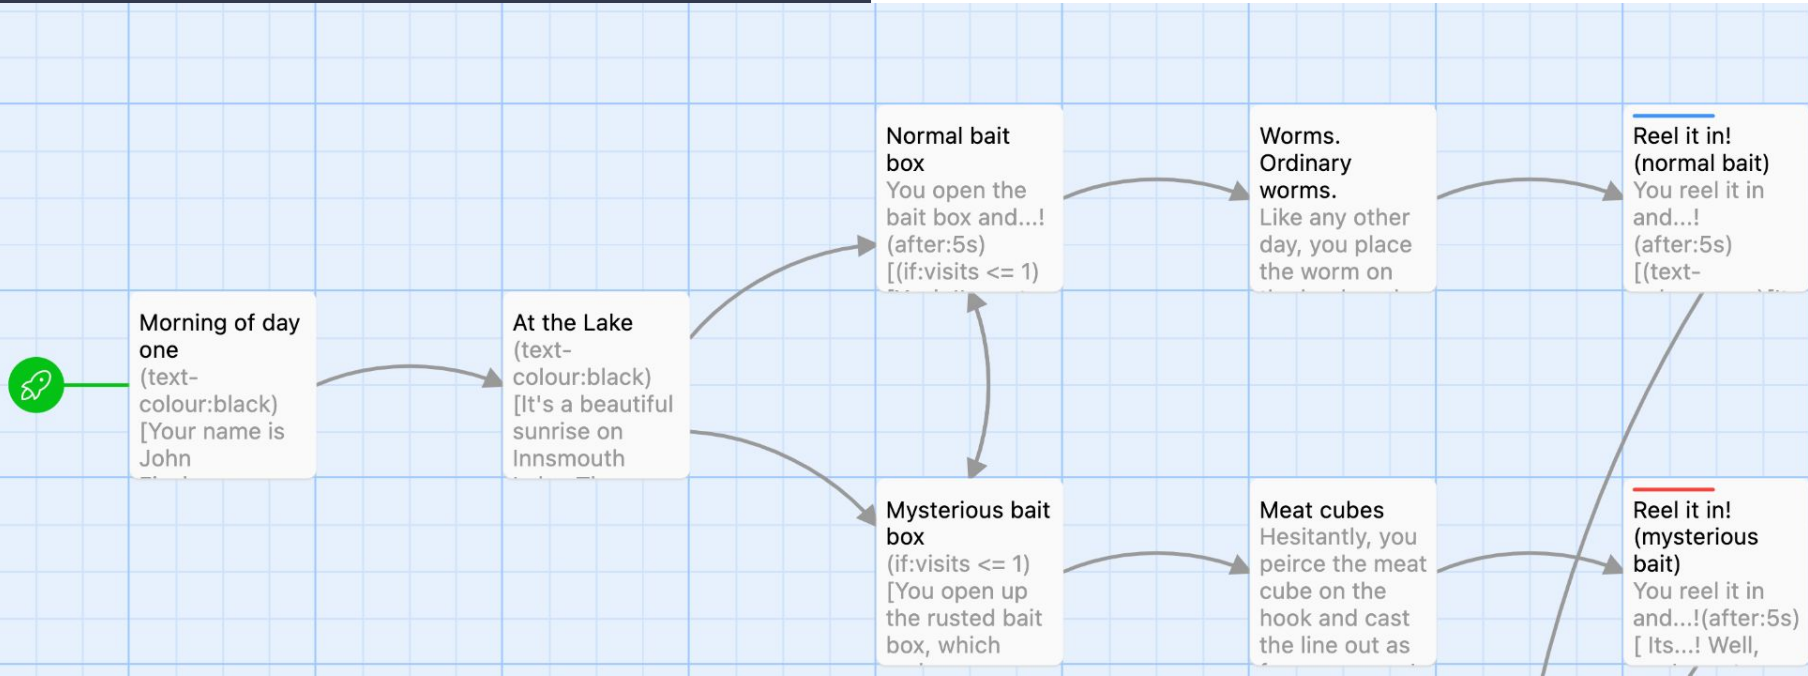 Normal bait
box
You open the
bait box and...!
(after:5s)
[(if:visits <= 1)
Worms.
Ordinary
worms.
Like any other
day, you place
the worm on
Reel it in!
(normal bait)
You reel it in
and...!
(after:5s)
[(text-
Morning of day
one
(text-
colour:black)
[Your name is
John
At the Lake
(text-
colour:black)
[It's a beautiful
sunrise on
Innsmouth
Mysterious bait
box
(if:visits <= 1)
[You open up
the rusted bait
box, which
Meat cubes
Hesitantly, you
peirce the meat
cube on the
hook and cast
the line out as
Reel it in!
(mysterious
bait)
You reel it in
and...!(after:5s)
[ Its...! Well,